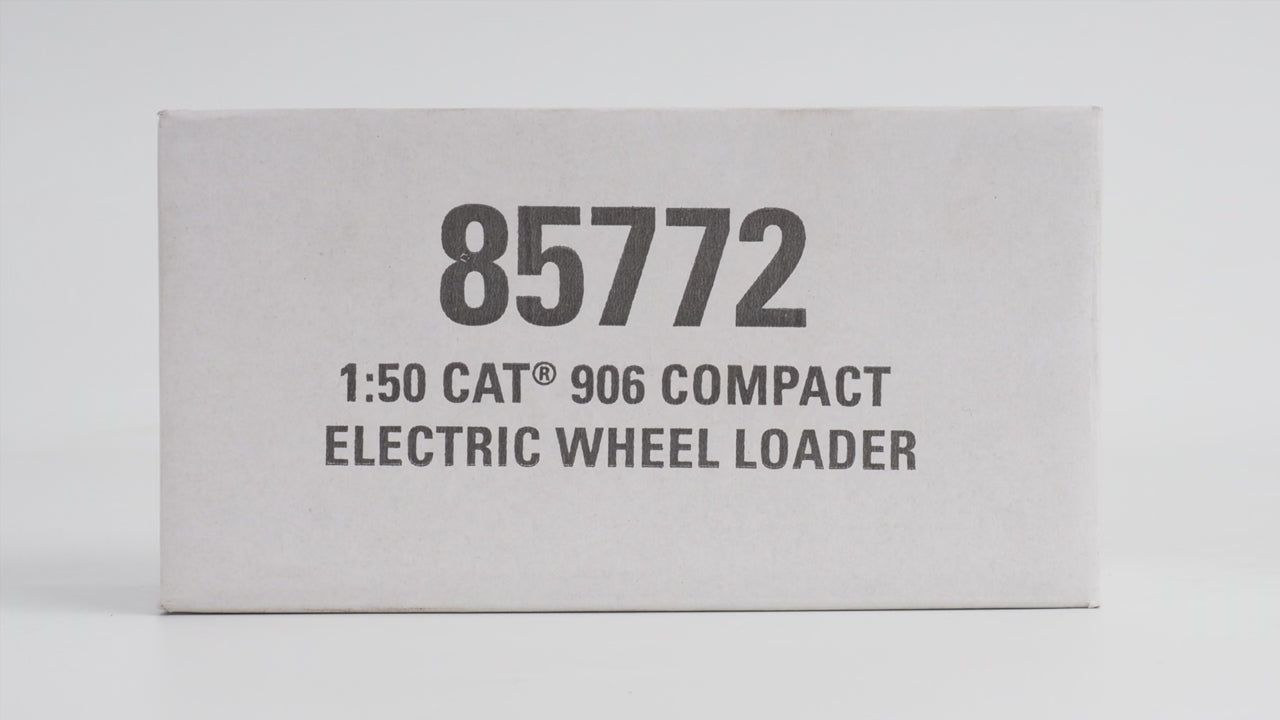 85772
1:50 CAT® 906 COMPACT
ELECTRIC WHEEL LOADER